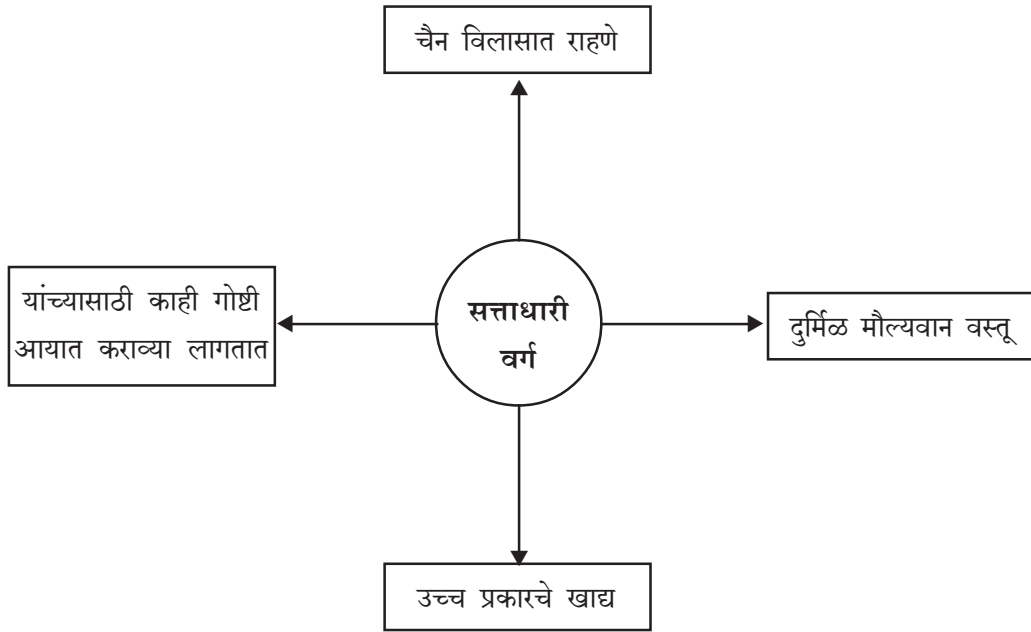 चैन विलासात राहणे
यांच्यासाठी काही गोष्टी
आयात कराव्या लागतात
सत्ताधारी
वर्ग
दुर्मिळ मौल्यवान वस्तू
उच्च प्रकारचे खाद्य